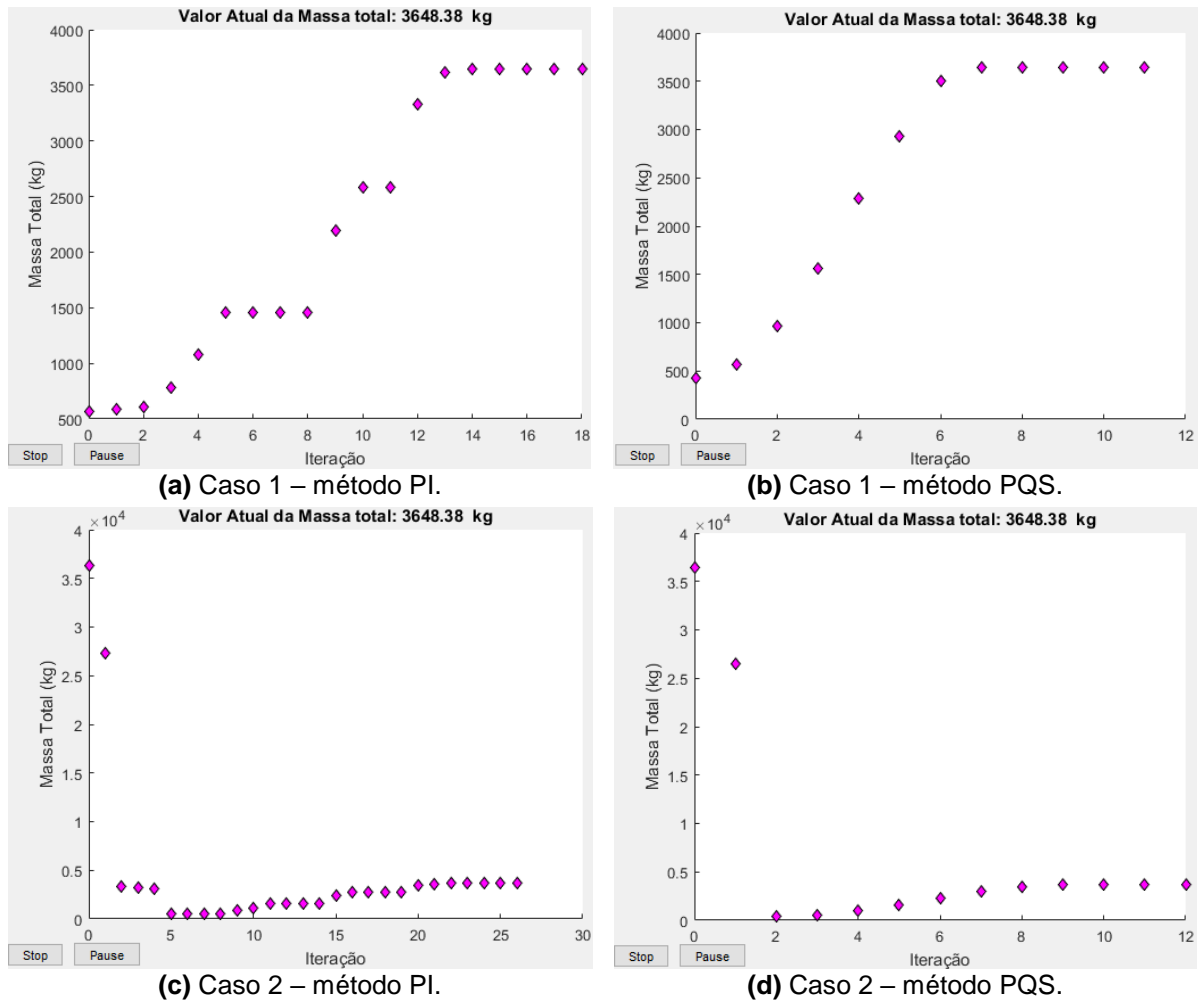 Valor Atual da Massa total: 3648.38 kg
4000
3500
3000
2500
2000
1500
1000
500
Massa Total (kg)
0 2 4 6 8 10 12 14 16 18
Iteração
Stop Pause
(a) Caso 1 – método PI.
Valor Atual da Massa total: 3648.38 kg
4000
3500
3000
2500
2000
1500
1000
500
0
Massa Total (kg)
0 2 4 6 8 10 12
Iteração
Stop Pause
(b) Caso 1 – método PQS.
Valor Atual da Massa total: 3648.38 kg
×10⁴
4
3.5
3
2.5
2
1.5
1
0.5
0
Massa Total (kg)
0 5 10 15 20 25 30
Iteração
Stop Pause
(c) Caso 2 – método PI.
Valor Atual da Massa total: 3648.38 kg
×10⁴
4
3.5
3
2.5
2
1.5
1
0.5
0
Massa Total (kg)
0 2 4 6 8 10 12
Iteração
Stop Pause
(d) Caso 2 – método PQS.